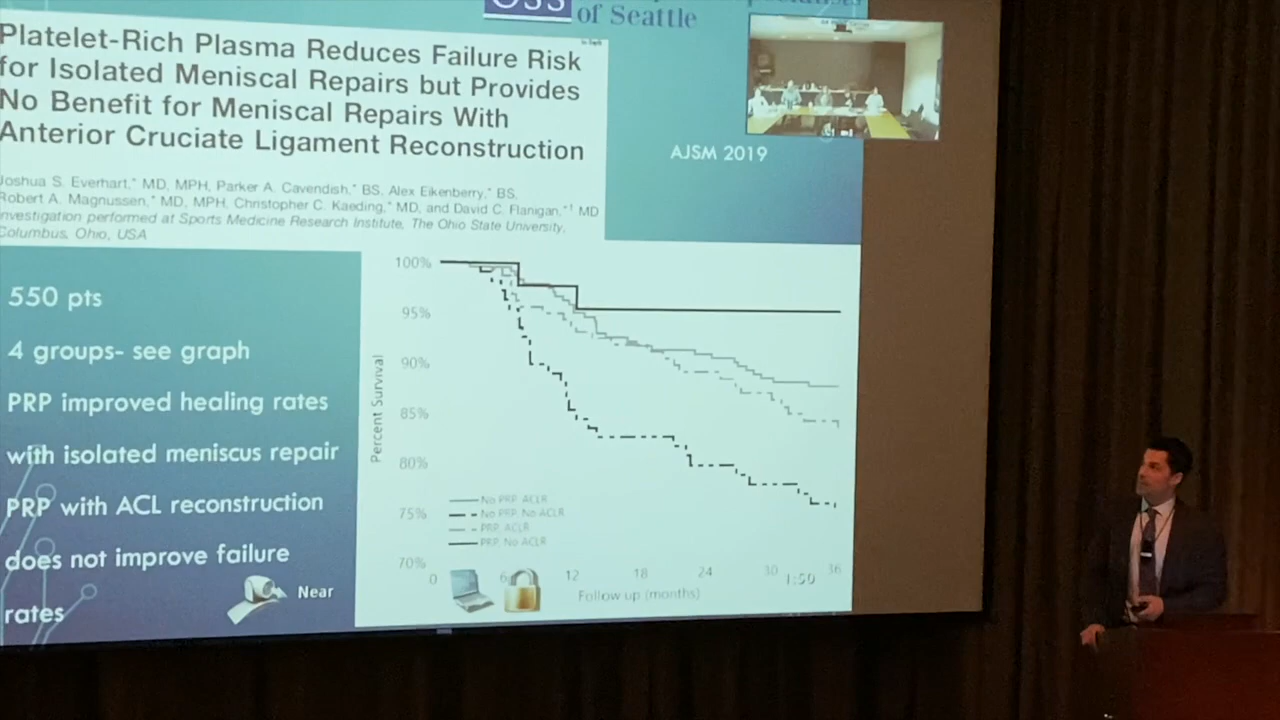 OSS
of Seattle
Platelet-Rich Plasma Reduces Failure Risk
for Isolated Meniscal Repairs but Provides
No Benefit for Meniscal Repairs With
Anterior Cruciate Ligament Reconstruction
Joshua S. Everhart,* MD, MPH, Parker A. Cavendish,* BS, Alex Eikenberry,* BS,
Robert A. Magnussen,* MD, MPH, Christopher C. Kaeding,* MD, and David C. Flanigan,*† MD
Investigation performed at Sports Medicine Research Institute, The Ohio State University,
Columbus, Ohio, USA
AJSM 2019
550 pts
4 groups- see graph
PRP improved healing rates
with isolated meniscus repair
PRP with ACL reconstruction
does not improve failure
rates
Near
Percent Survival
100%
95%
90%
85%
80%
75%
70%
No PRP ACLR
No PRP No ACLR
PRP ACLR
PRP No ACLR
0 6 12 18 24 30 36
1:50
Follow up (months)